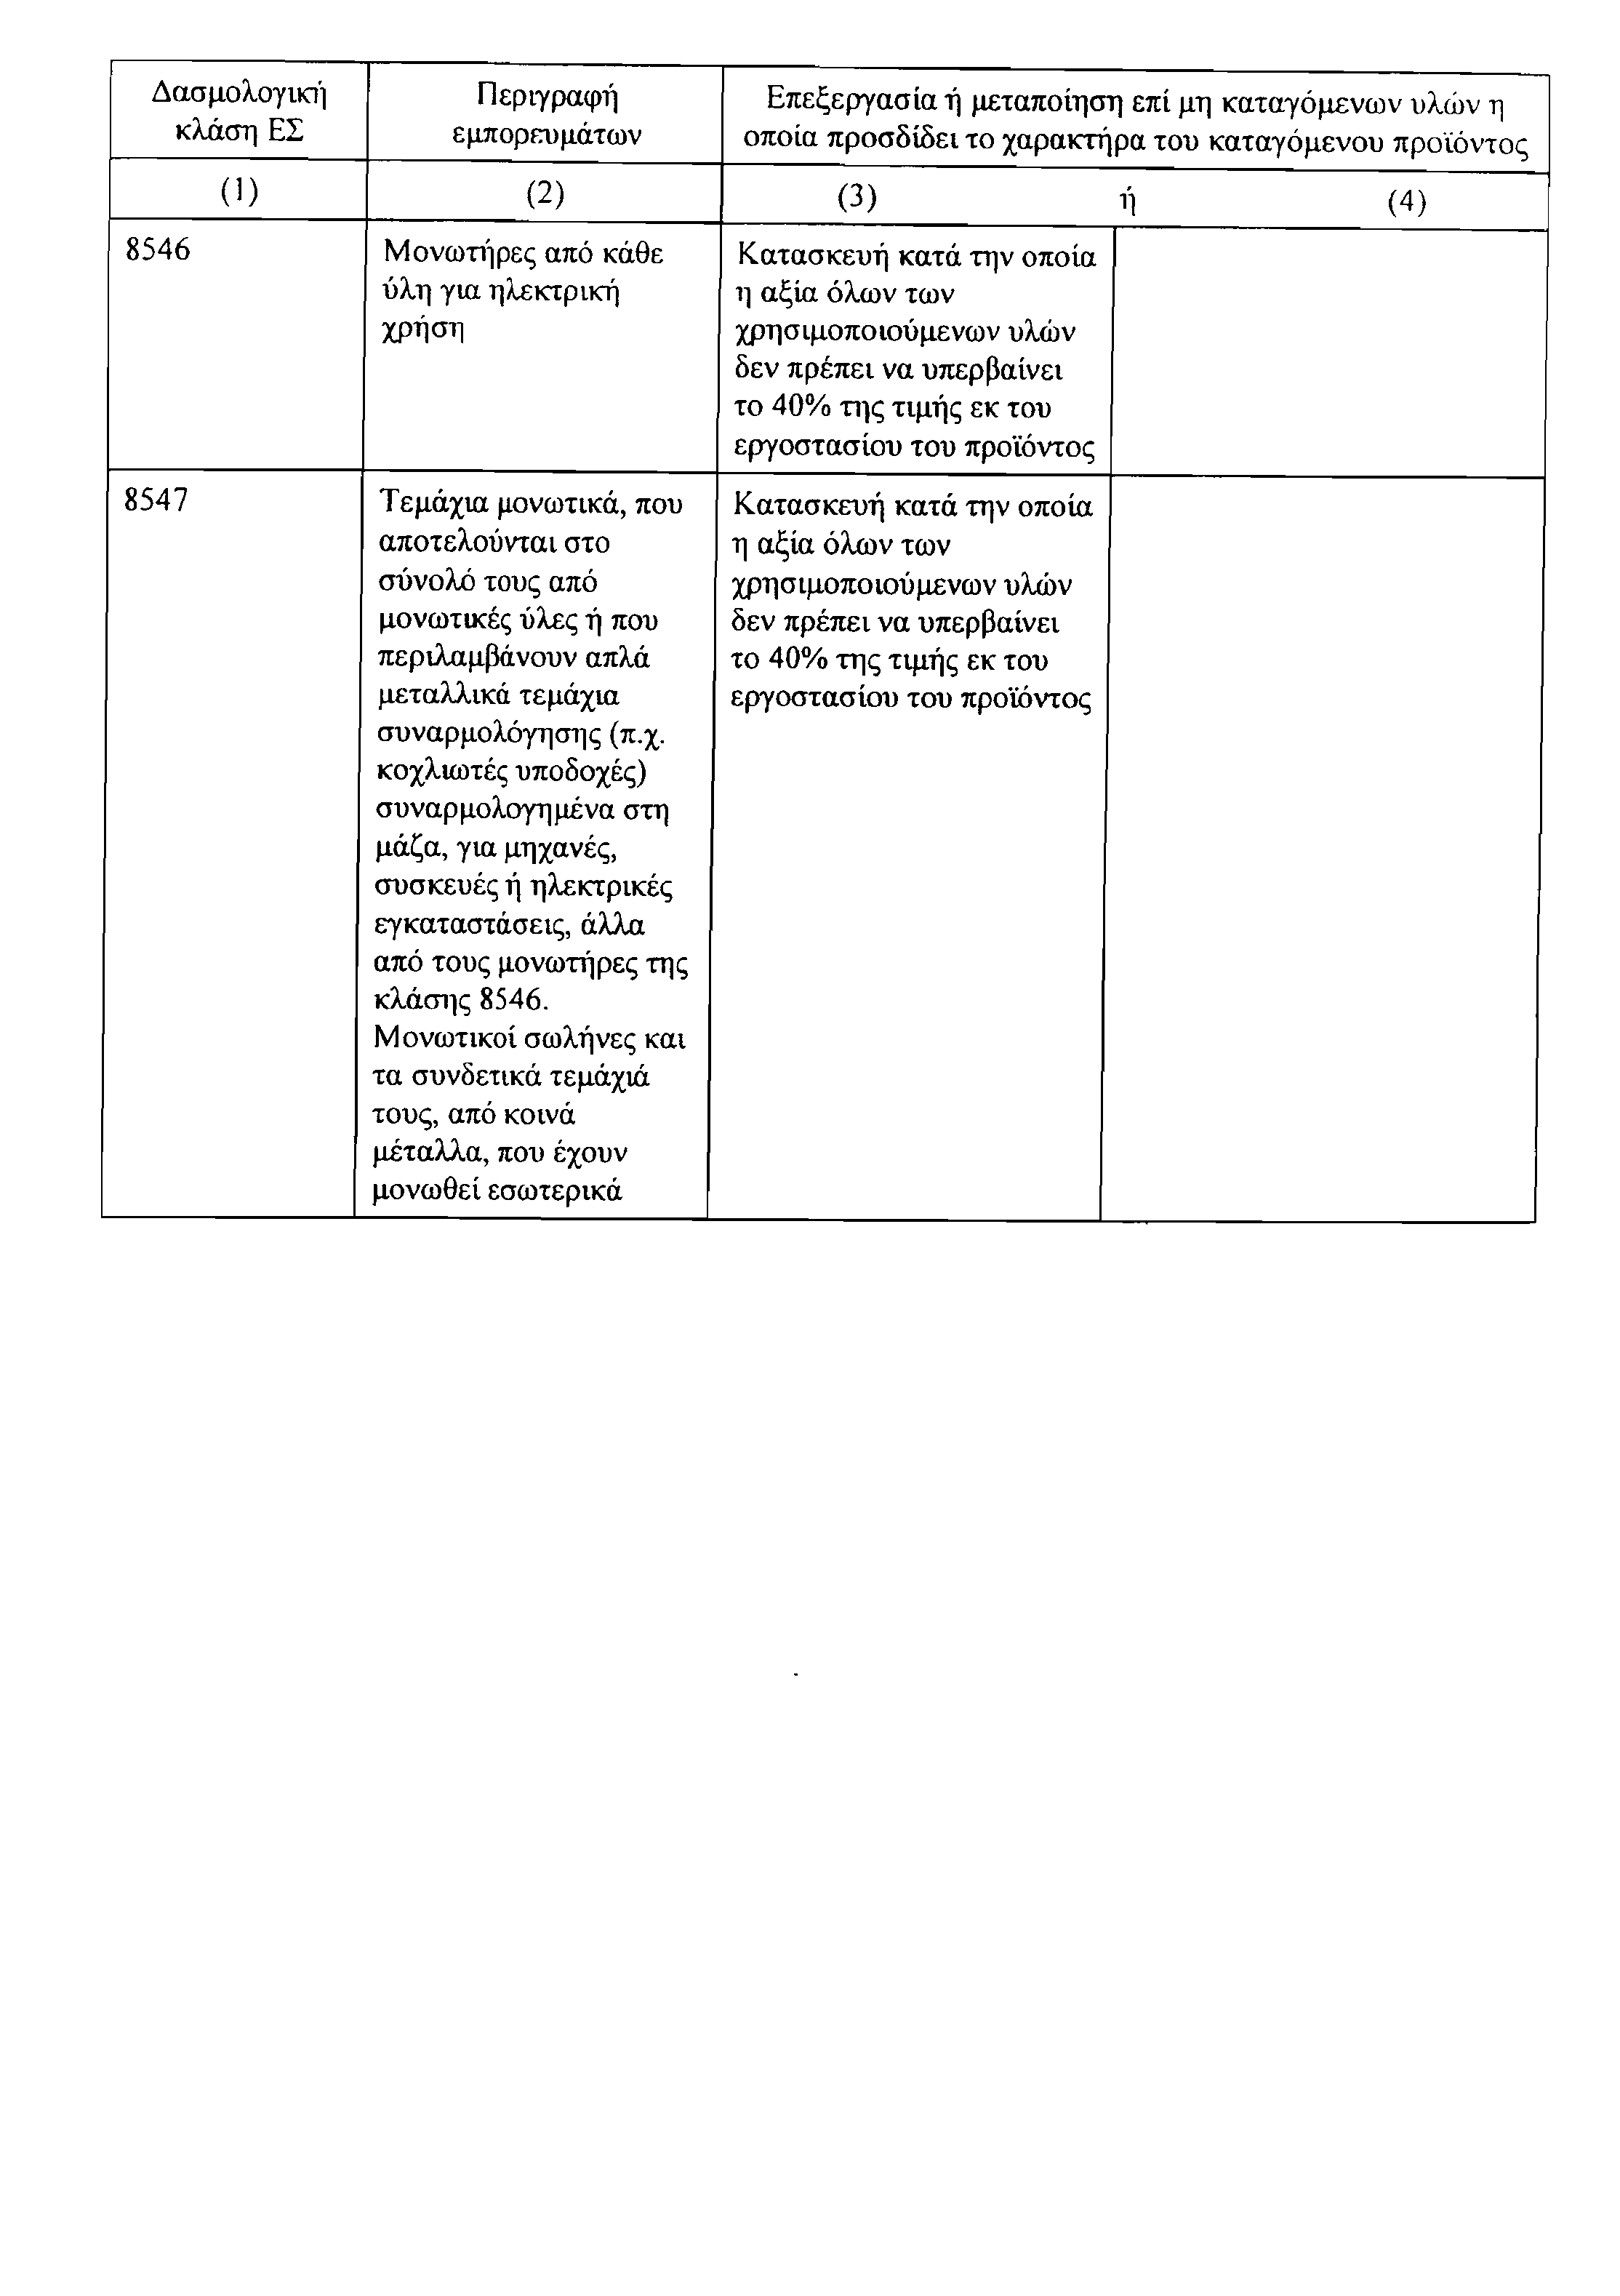 Δασμολογική
κλάση ΕΣ
Περιγραφή
εμπορευμάτων
Επεξεργασία ή μεταποίηση επί μη καταγόμενων υλών η
οποία προσδίδει το χαρακτήρα του καταγόμενου προϊόντος
(1)
(2)
(3) ή (4)
8546
Μονωτήρες από κάθε
ύλη για ηλεκτρική
χρήση
Κατασκευή κατά την οποία
η αξία όλων των
χρησιμοποιούμενων υλών
δεν πρέπει να υπερβαίνει
το 40% της τιμής εκ του
εργοστασίου του προϊόντος
8547
Τεμάχια μονωτικά, που
αποτελούνται στο
σύνολό τους από
μονωτικές ύλες ή που
περιλαμβάνουν απλά
μεταλλικά τεμάχια
συναρμολόγησης (π.χ.
κοχλιωτές υποδοχές)
συναρμολογημένα στη
μάζα, για μηχανές,
συσκευές ή ηλεκτρικές
εγκαταστάσεις, άλλα
από τους μονωτήρες της
κλάσης 8546.
Μονωτικοί σωλήνες και
τα συνδετικά τεμάχιά
τους, από κοινά
μέταλλα, που έχουν
μονωθεί εσωτερικά
Κατασκευή κατά την οποία
η αξία όλων των
χρησιμοποιούμενων υλών
δεν πρέπει να υπερβαίνει
το 40% της τιμής εκ του
εργοστασίου του προϊόντος